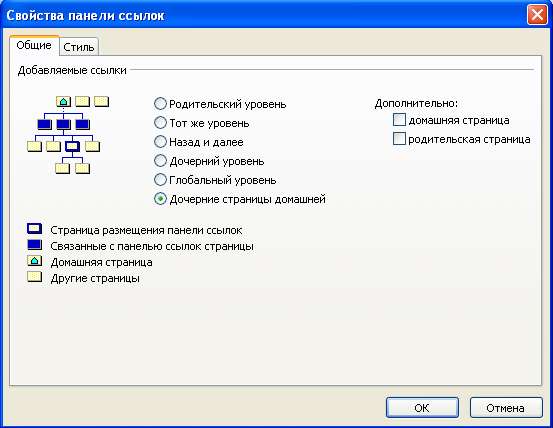 Свойства панели ссылок
Общие
Стиль
Добавляемые ссылки
Родительский уровень
Тот же уровень
Назад и далее
Дочерний уровень
Глобальный уровень
Дочерние страницы домашней
Дополнительно:
домашняя страница
родительская страница
Страница размещения панели ссылок
Связанные с панелью ссылок страницы
Домашняя страница
Другие страницы
OK
Отмена